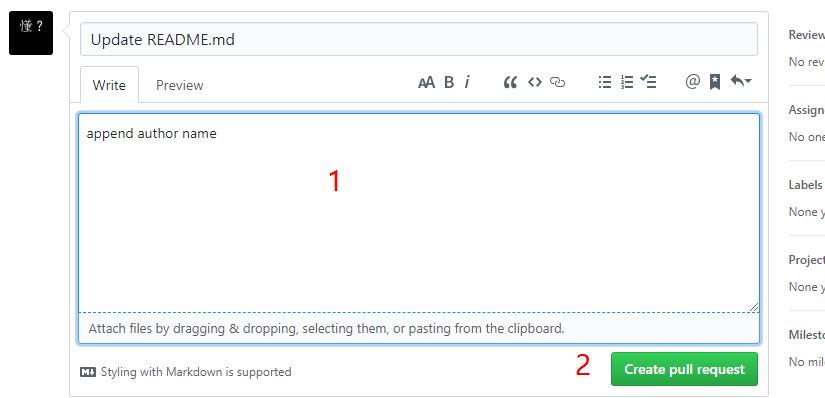 懂？
Update README.md
Write
Preview
AA B i
@
append author name
1
Attach files by dragging & dropping, selecting them, or pasting from the clipboard.
Styling with Markdown is supported
2
Create pull request
Review
No rev
Assign
No one
Labels
None y
Project
None y
Milesto
No mil